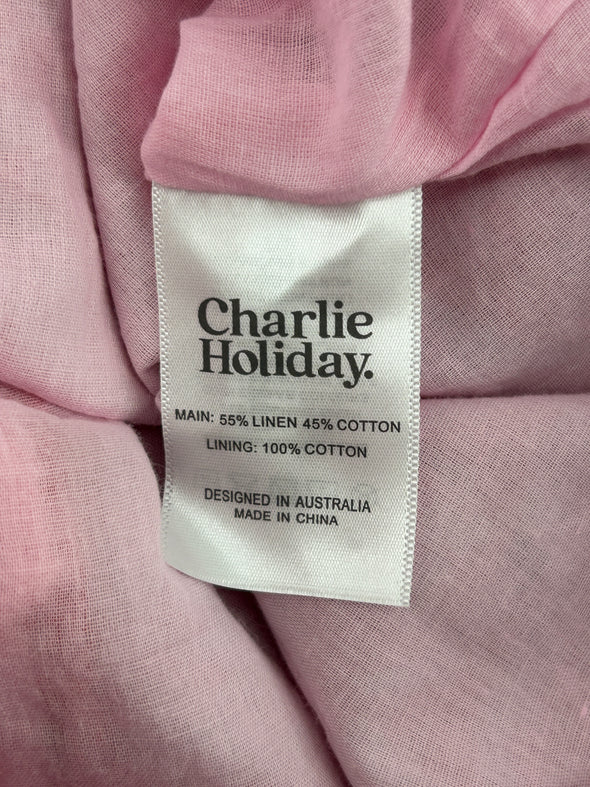 Charlie
Holiday.
MAIN: 55% LINEN 45% COTTON
LINING: 100% COTTON
DESIGNED IN AUSTRALIA
MADE IN CHINA